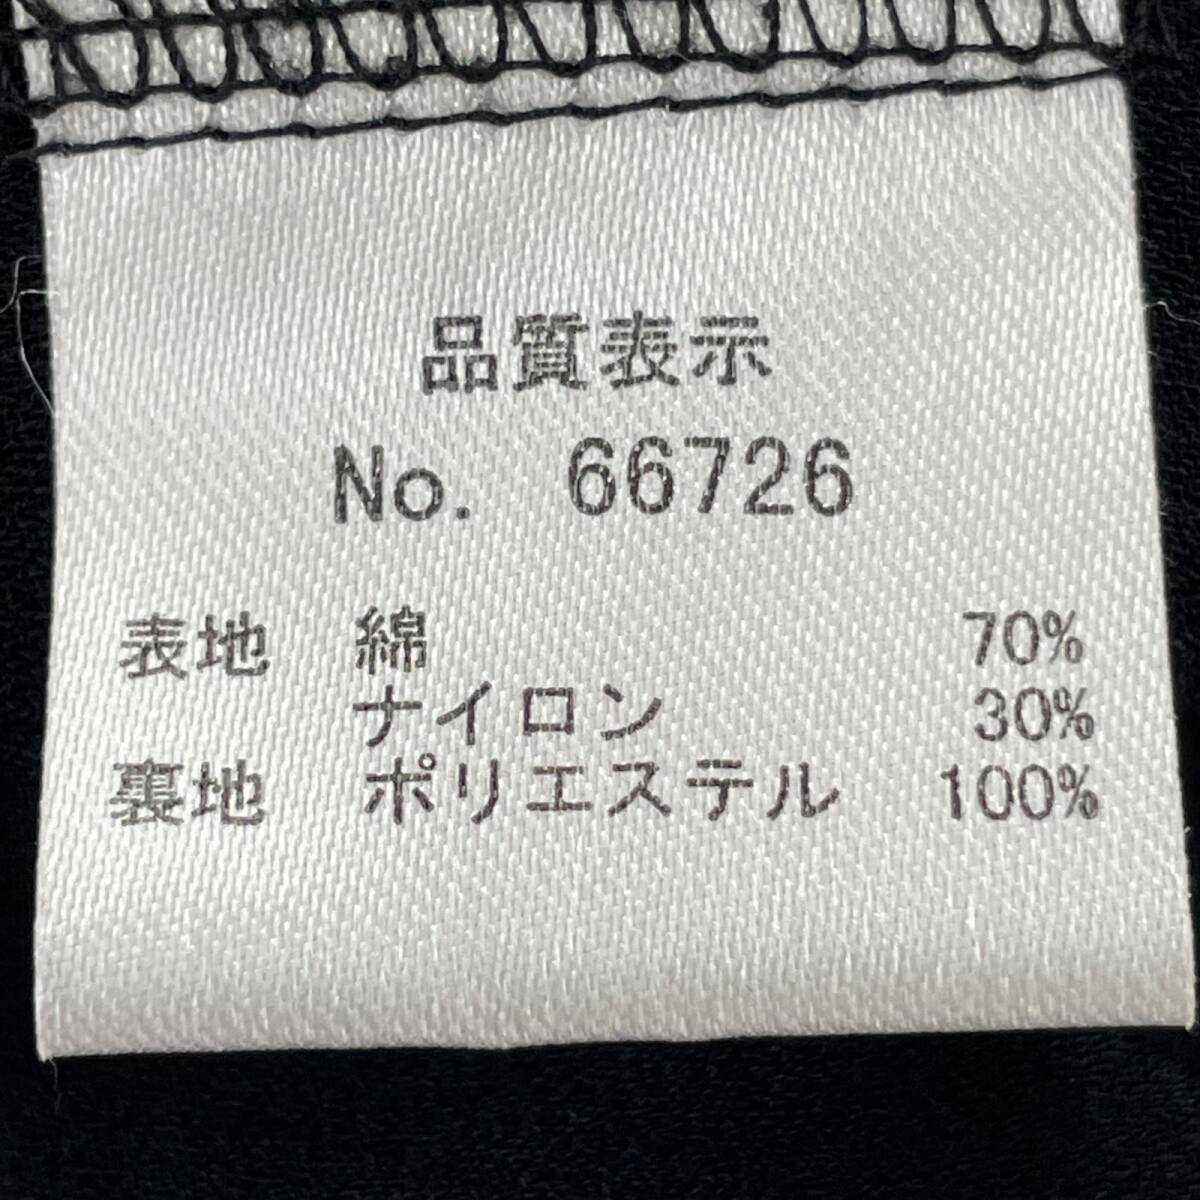 品質表示
No. 66726
表地 綿 70%
ナイロン 30%
裏地 ポリエステル 100%